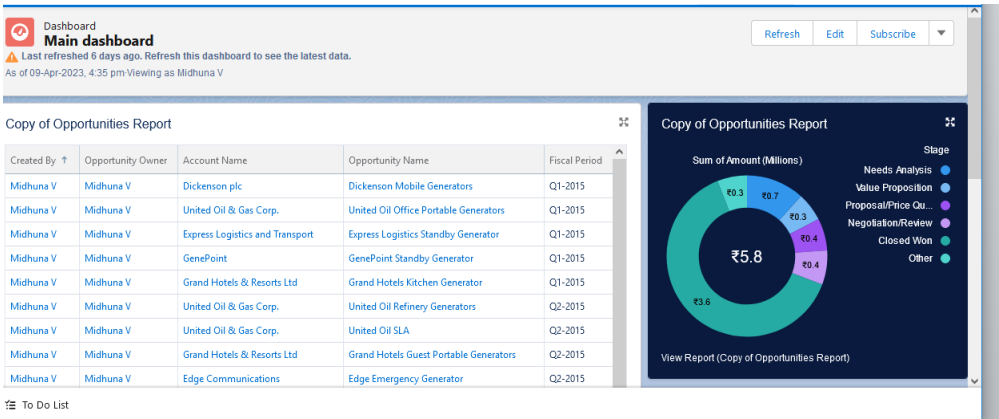 Dashboard
Main dashboard
Last refreshed 6 days ago. Refresh this dashboard to see the latest data.
As of 09-Apr-2023, 4:35 pm·Viewing as Midhuna V
Refresh Edit Subscribe
Copy of Opportunities Report
Created By ↑ Opportunity Owner Account Name Opportunity Name Fiscal Period
Midhuna V Midhuna V Dickenson plc Dickenson Mobile Generators Q1-2015
Midhuna V Midhuna V United Oil & Gas Corp. United Oil Office Portable Generators Q1-2015
Midhuna V Midhuna V Express Logistics and Transport Express Logistics Standby Generator Q1-2015
Midhuna V Midhuna V GenePoint GenePoint Standby Generator Q1-2015
Midhuna V Midhuna V Grand Hotels & Resorts Ltd Grand Hotels Kitchen Generator Q1-2015
Midhuna V Midhuna V United Oil & Gas Corp. United Oil Refinery Generators Q2-2015
Midhuna V Midhuna V United Oil & Gas Corp. United Oil SLA Q2-2015
Midhuna V Midhuna V Grand Hotels & Resorts Ltd Grand Hotels Guest Portable Generators Q2-2015
Midhuna V Midhuna V Edge Communications Edge Emergency Generator Q2-2015
Copy of Opportunities Report
Sum of Amount (Millions)
₹0.3
₹0.7
₹0.3
₹0.4
₹0.4
₹3.6
₹5.8
Stage
Needs Analysis
Value Proposition
Proposal/Price Qu...
Negotiation/Review
Closed Won
Other
View Report (Copy of Opportunities Report)
To Do List